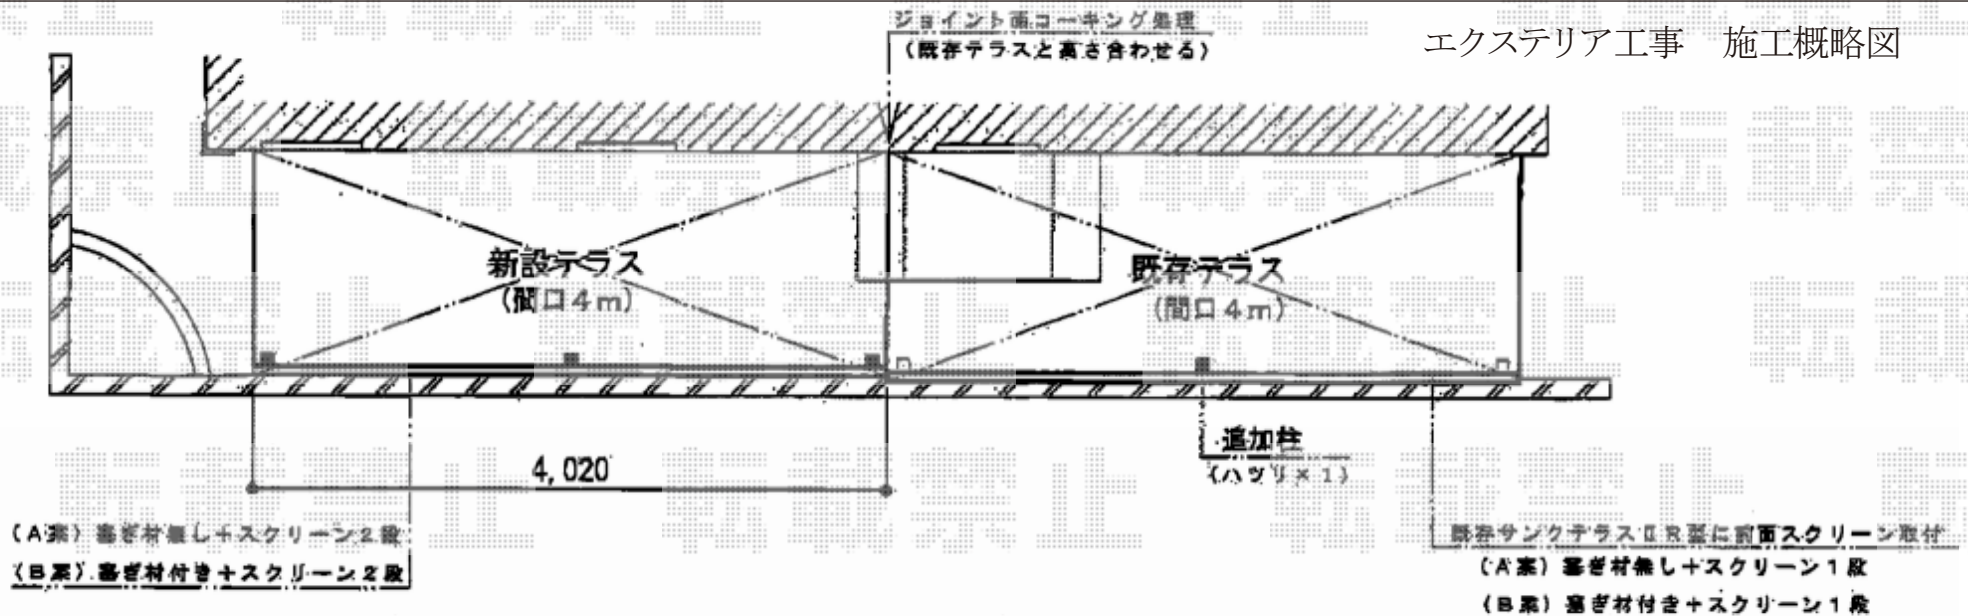 ジョイント面コーキング処理
(既存テラスと高さ合わせる)
エクステリア工事　施工概略図
新設テラス
(間口4m)
既存テラス
(間口4m)
追加柱
(ハツリ×1)
4,020
(A案)塞ぎ材無し+スクリーン2段
(B案)塞ぎ材付き+スクリーン2段
既存サンクテラスⅡR型に前面スクリーン取付
(A案)塞ぎ材無し+スクリーン1段
(B案)塞ぎ材付き+スクリーン1段
転載禁止